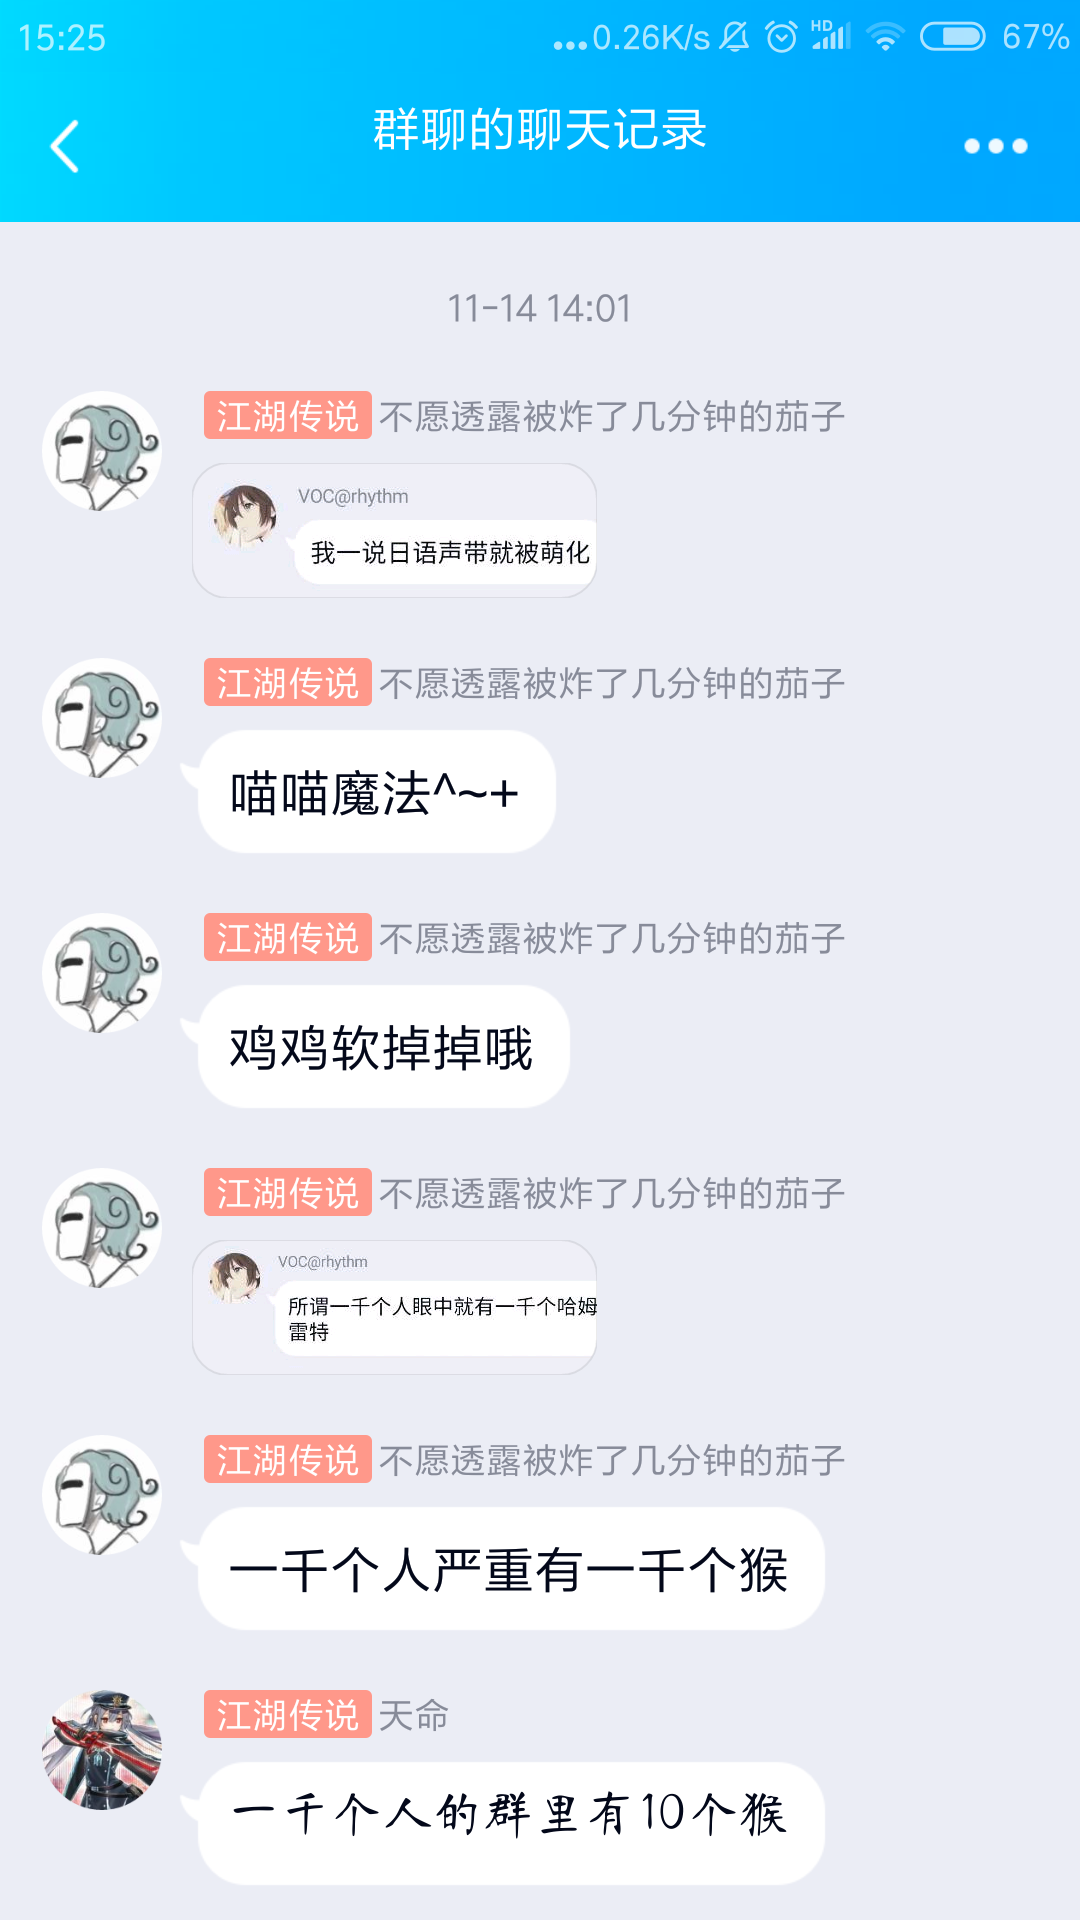 15:25
...0.26K/s HD 67%
群聊的聊天记录
11-14 14:01
江湖传说 不愿透露被炸了几分钟的茄子
VOC@rhythm
我一说日语声带就被萌化
江湖传说 不愿透露被炸了几分钟的茄子
喵喵魔法^~+
江湖传说 不愿透露被炸了几分钟的茄子
鸡鸡软掉掉哦
江湖传说 不愿透露被炸了几分钟的茄子
VOC@rhythm
所谓一千个人眼中就有一千个哈姆
雷特
江湖传说 不愿透露被炸了几分钟的茄子
一千个人严重有一千个猴
江湖传说 天命
一千个人的群里有10个猴